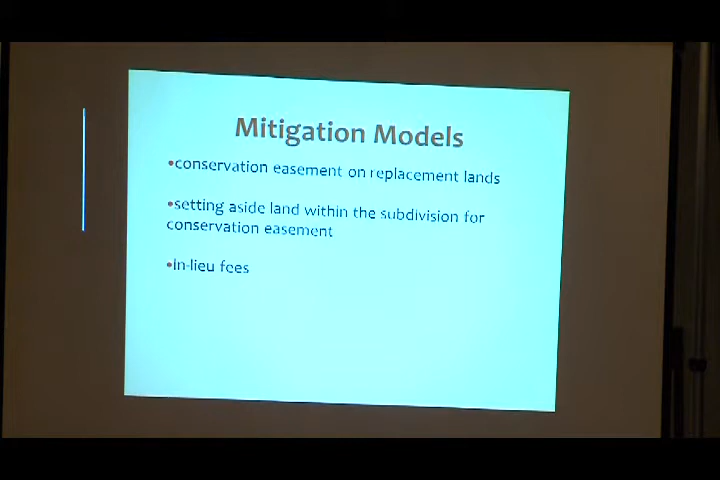 Mitigation Models
•conservation easement on replacement lands
•setting aside land within the subdivision for
conservation easement
•in-lieu fees